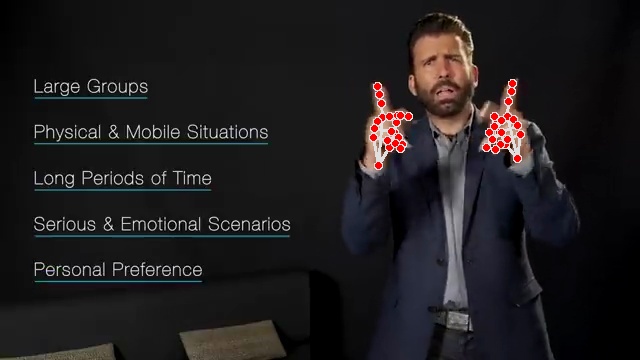 Large Groups
Physical & Mobile Situations
Long Periods of Time
Serious & Emotional Scenarios
Personal Preference